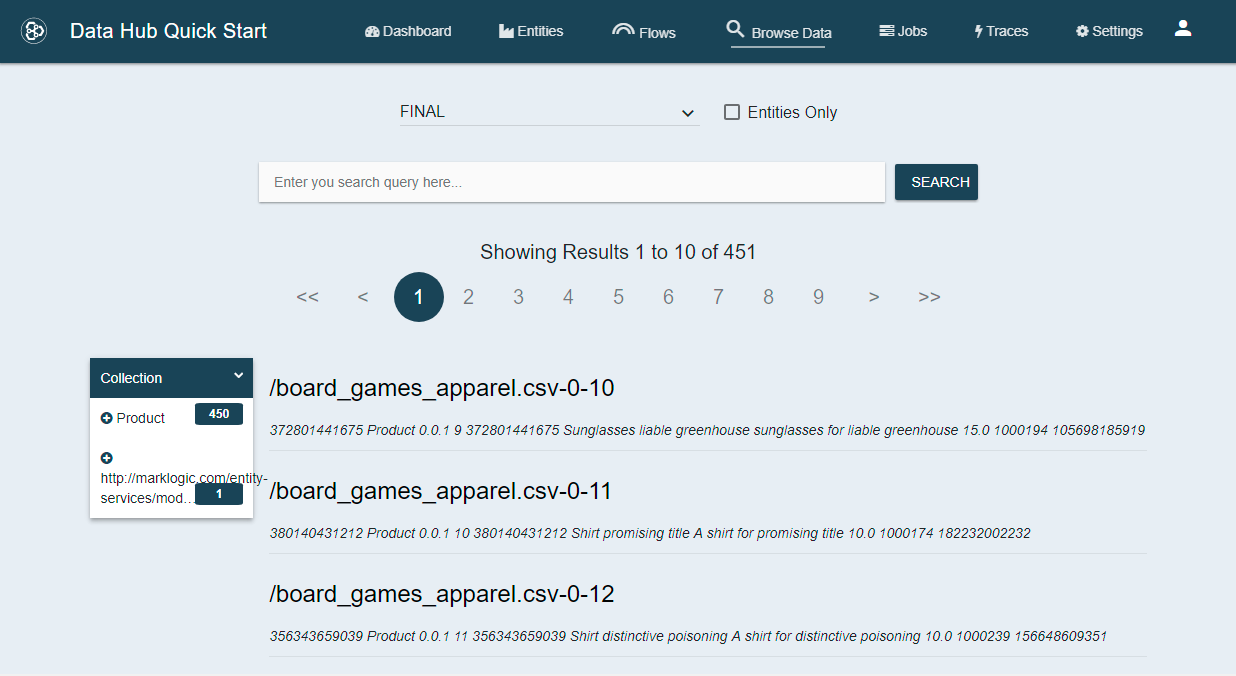 Data Hub Quick Start Dashboard Entities Flows Browse Data Jobs Traces Settings
FINAL Entities Only
Enter you search query here... SEARCH
Showing Results 1 to 10 of 451
<< < 1 2 3 4 5 6 7 8 9 > >>
Collection
Product 450
http://marklogic.com/entity-
services/mod... 1
/board_games_apparel.csv-0-10
372801441675 Product 0.0.1 9 372801441675 Sunglasses liable greenhouse sunglasses for liable greenhouse 15.0 1000194 105698185919
/board_games_apparel.csv-0-11
380140431212 Product 0.0.1 10 380140431212 Shirt promising title A shirt for promising title 10.0 1000174 182232002232
/board_games_apparel.csv-0-12
356343659039 Product 0.0.1 11 356343659039 Shirt distinctive poisoning A shirt for distinctive poisoning 10.0 1000239 156648609351